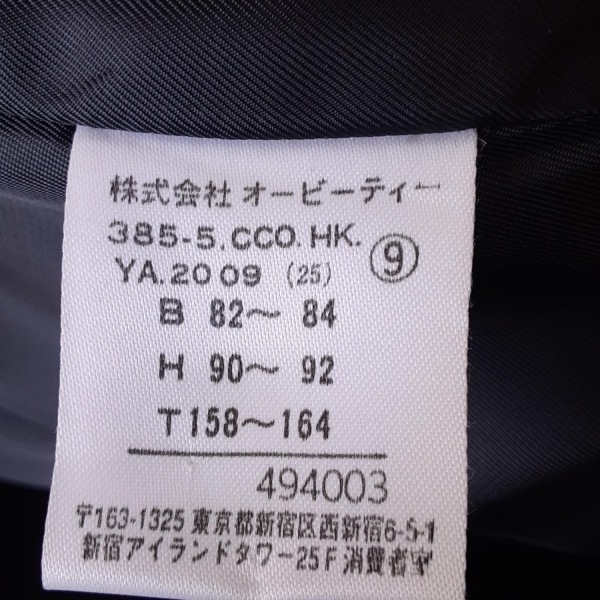 株式会社 オービーティー
385-5.CCO.HK.
YA.2009 (25) ⑨
B 82〜 84
H 90〜 92
T 158〜164
494003
〒163-1325 東京都新宿区西新宿6-5-1
新宿アイランドタワー25F 消費者室